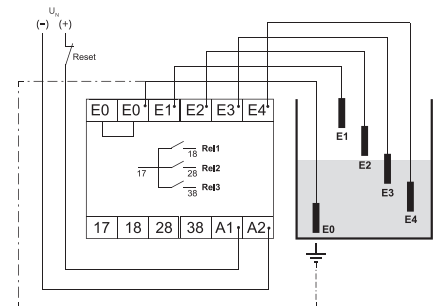 U_N
(-) (+)
Reset
E0 E0 E1 E2 E3 E4
18 Rel1
17 28 Rel2
38 Rel3
17 18 28 38 A1 A2
E1
E2
E3
E4
E0